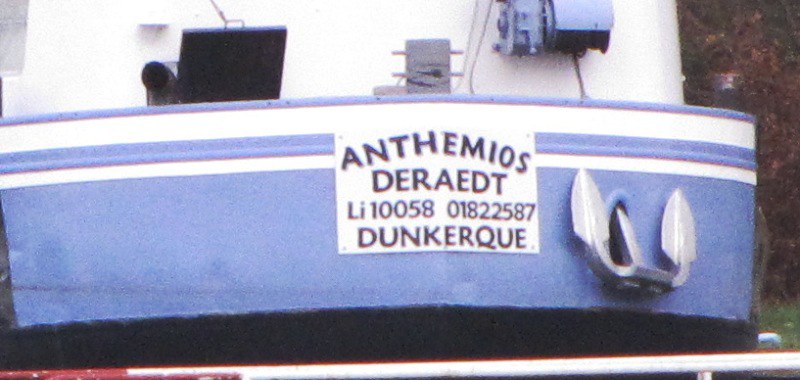 ANTHEMIOS
DERAEDT
Li 10058 01822587
DUNKERQUE